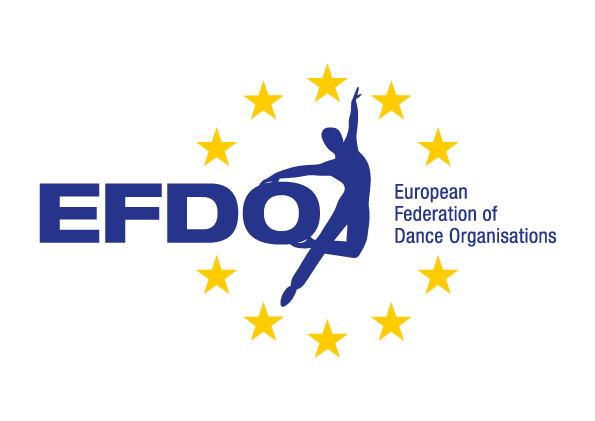 EFDO
European
Federation of
Dance Organisations